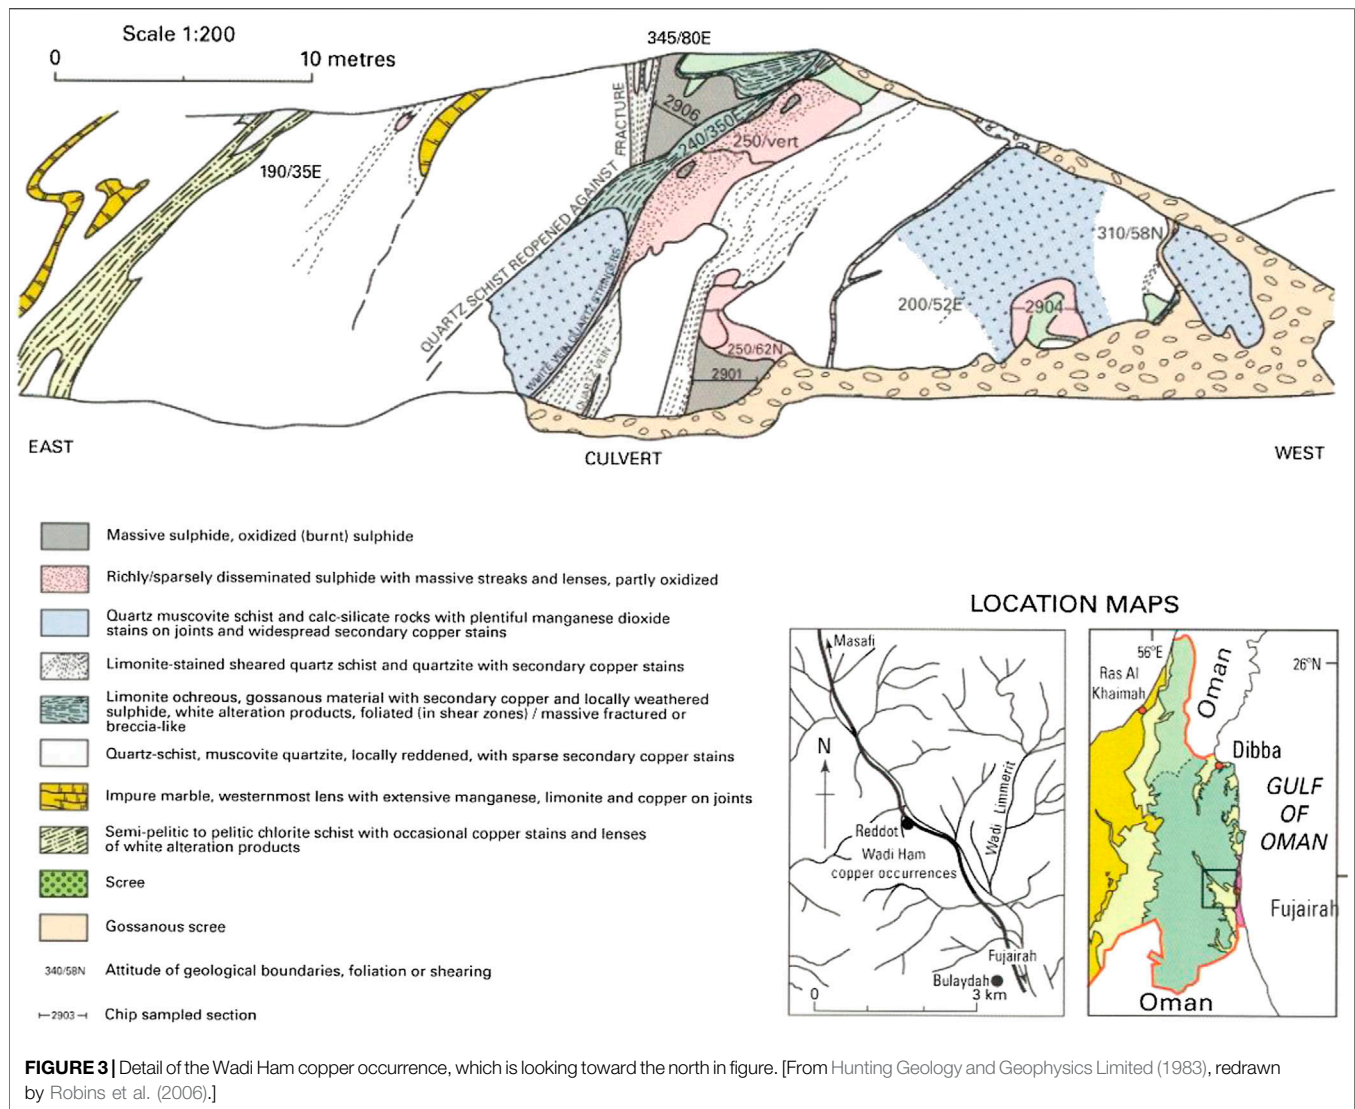 Scale 1:200
0
10 metres
345/80E
FRACTURE
2906
240/350E
250/vert
190/35E
QUARTZ SCHIST REOPENED AGAINST
WHITE VEIN QUARTZ STRINGERS
QUARTZ VEIN
310/58N
200/52E
2904
250/62N
2901
EAST
CULVERT
WEST
Massive sulphide, oxidized (burnt) sulphide
Richly/sparsely disseminated sulphide with massive streaks and lenses, partly oxidized
Quartz muscovite schist and calc-silicate rocks with plentiful manganese dioxide
stains on joints and widespread secondary copper stains
Limonite-stained sheared quartz schist and quartzite with secondary copper stains
Limonite ochreous, gossanous material with secondary copper and locally weathered
sulphide, white alteration products, foliated (in shear zones) / massive fractured or
breccia-like
Quartz-schist, muscovite quartzite, locally reddened, with sparse secondary copper stains
Impure marble, westernmost lens with extensive manganese, limonite and copper on joints
Semi-pelitic to pelitic chlorite schist with occasional copper stains and lenses
of white alteration products
Scree
Gossanous scree
340/58N
Attitude of geological boundaries, foliation or shearing
2903
Chip sampled section
LOCATION MAPS
Masafi
N
Wadi Limmerit
Reddot
Wadi Ham
copper occurrences
Fujairah
Bulaydah
0
3 km
56°E
26°N
Ras Al
Khaimah
Oman
Dibba
GULF
OF
OMAN
Fujairah
Oman
FIGURE 3 | Detail of the Wadi Ham copper occurrence, which is looking toward the north in figure. [From Hunting Geology and Geophysics Limited (1983), redrawn
by Robins et al. (2006).]